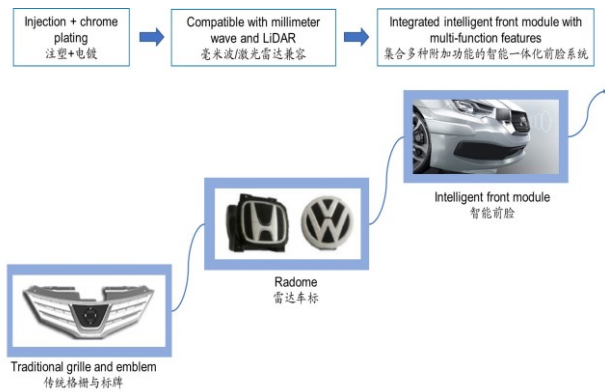 Injection + chrome
plating
注塑+电镀
Compatible with millimeter
wave and LiDAR
毫米波/激光雷达兼容
Integrated intelligent front module with
multi-function features
集合多种附加功能的智能一体化前脸系统
Intelligent front module
智能前脸
Radome
雷达车标
Traditional grille and emblem
传统格栅与标牌